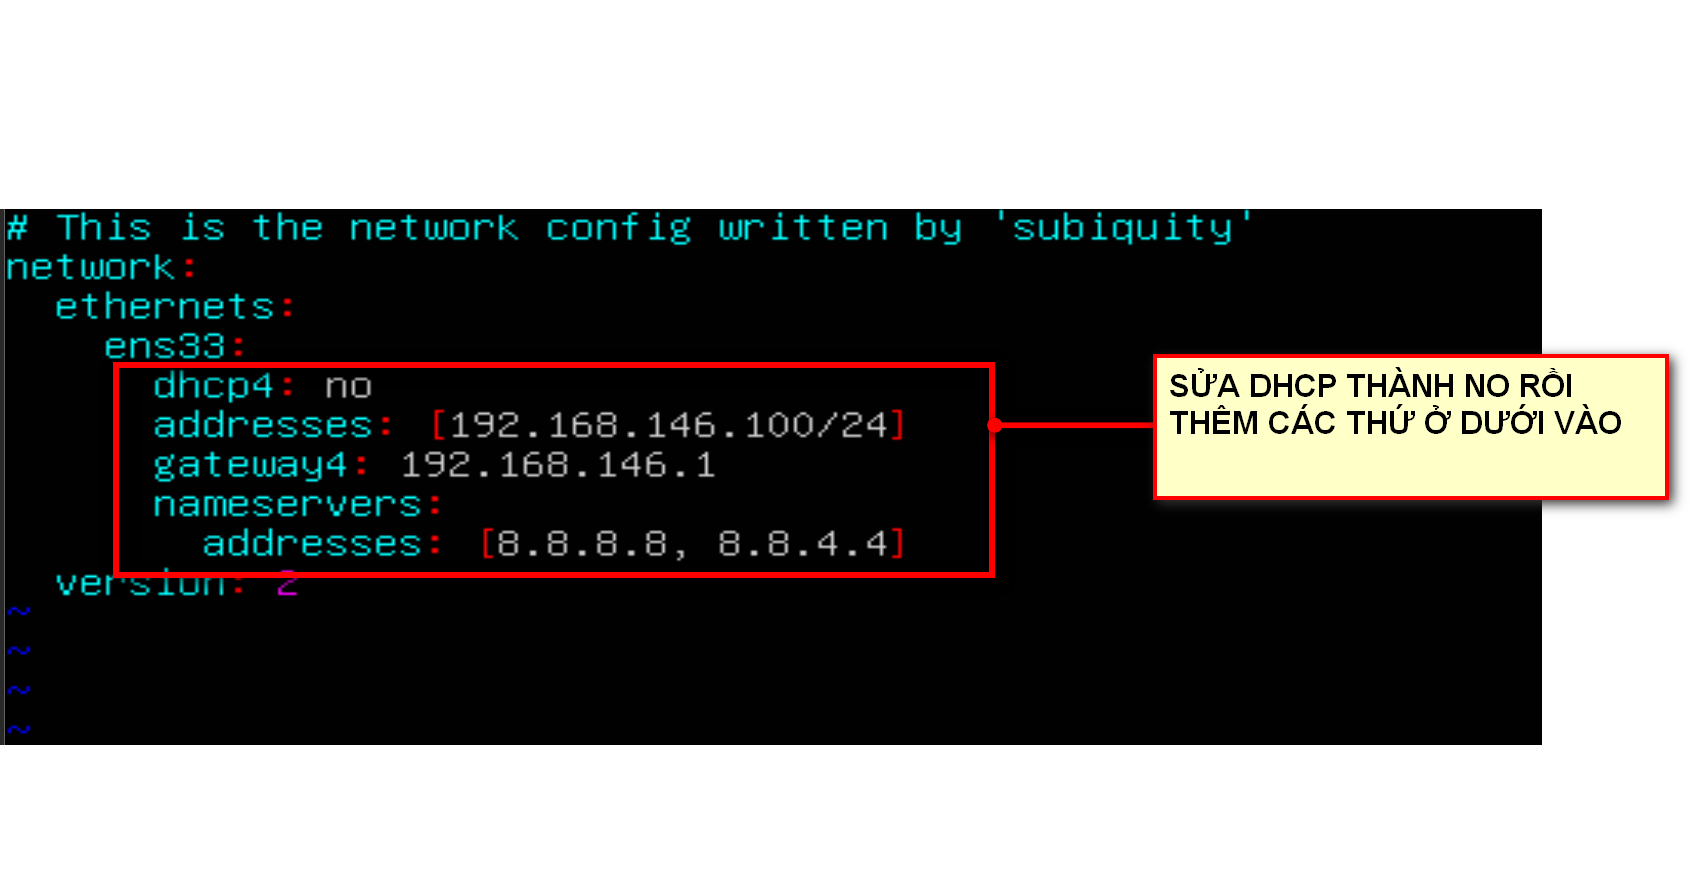 # This is the network config written by 'subiquity'
network:
  ethernets:
    ens33:
      dhcp4: no
      addresses: [192.168.146.100/24]
      gateway4: 192.168.146.1
      nameservers:
        addresses: [8.8.8.8, 8.8.4.4]
  version: 2
~
~
~
~
SỬA DHCP THÀNH NO RỒI
THÊM CÁC THỨ Ở DƯỚI VÀO